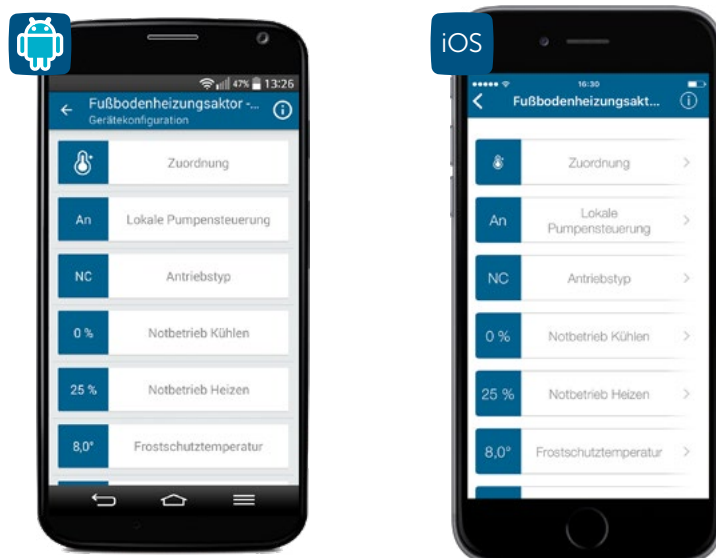 47% 13:26
Fußbodenheizungsaktor -...
Gerätekonfiguration
Zuordnung
An Lokale Pumpensteuerung
NC Antriebstyp
0 % Notbetrieb Kühlen
25 % Notbetrieb Heizen
8,0° Frostschutztemperatur
iOS
16:30
Fußbodenheizungsakt...
Zuordnung
An Lokale
Pumpensteuerung
NC Antriebstyp
0 % Notbetrieb Kühlen
25 % Notbetrieb Heizen
8,0° Frostschutztemperatur